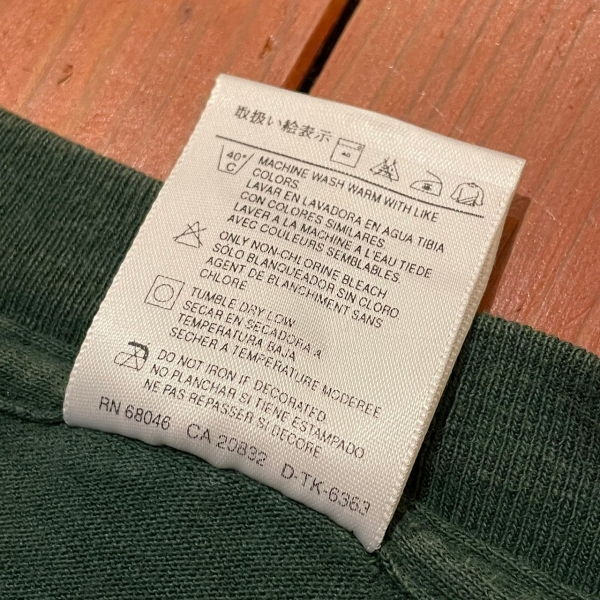 取扱い絵表示
40°
C
MACHINE WASH WARM WITH LIKE
COLORS
LAVAR EN LAVADORA EN AGUA TIBIA
CON COLORES SIMILARES
LAVER A LA MACHINE A L'EAU TIEDE
AVEC COULEURS SEMBLABLES.
ONLY NON-CHLORINE BLEACH
SOLO BLANQUEADOR SIN CLORO
AGENT DE BLANCHIMENT SANS
CHLORE
TUMBLE DRY LOW
SECAR EN SECADORA A
TEMPERATURA BAJA
SECHER A TEMPERATURE MODEREE
DO NOT IRON IF DECORATED
NO PLANCHAR SI TIENE ESTAMPADO
NE PAS REPASSER SI DECORE
RN 68046 CA 20832 D-TK-6363